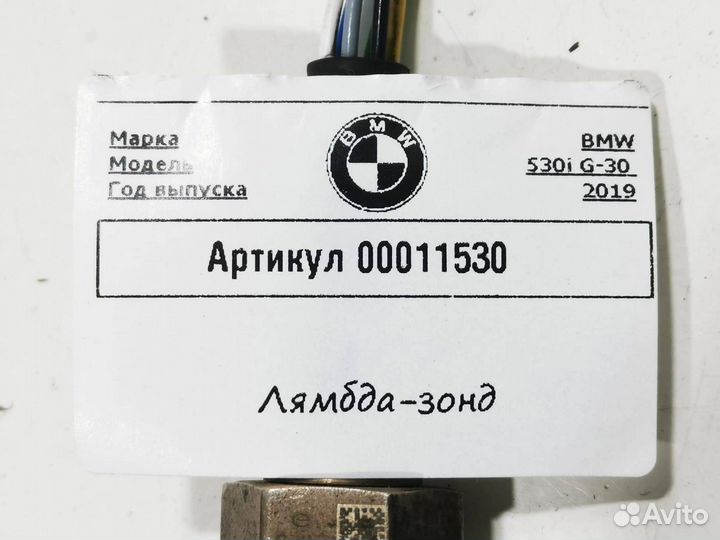 Марка BMW
Модель 530i G-30
Год выпуска 2019
BMW
Артикул 00011530
Лямбда-зонд
Avito